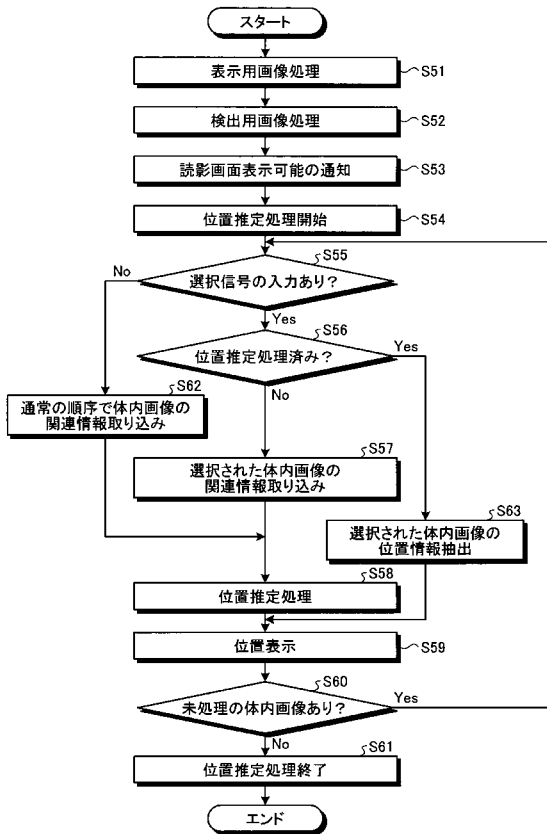 スタート
表示用画像処理
S51
検出用画像処理
S52
読影画面表示可能の通知
S53
位置推定処理開始
S54
S55
選択信号の入力あり?
No
Yes
S56
位置推定処理済み?
Yes
No
S62
通常の順序で体内画像の
関連情報取り込み
S57
選択された体内画像の
関連情報取り込み
S63
選択された体内画像の
位置情報抽出
S58
位置推定処理
位置表示
S59
S60
未処理の体内画像あり?
Yes
No
S61
位置推定処理終了
エンド